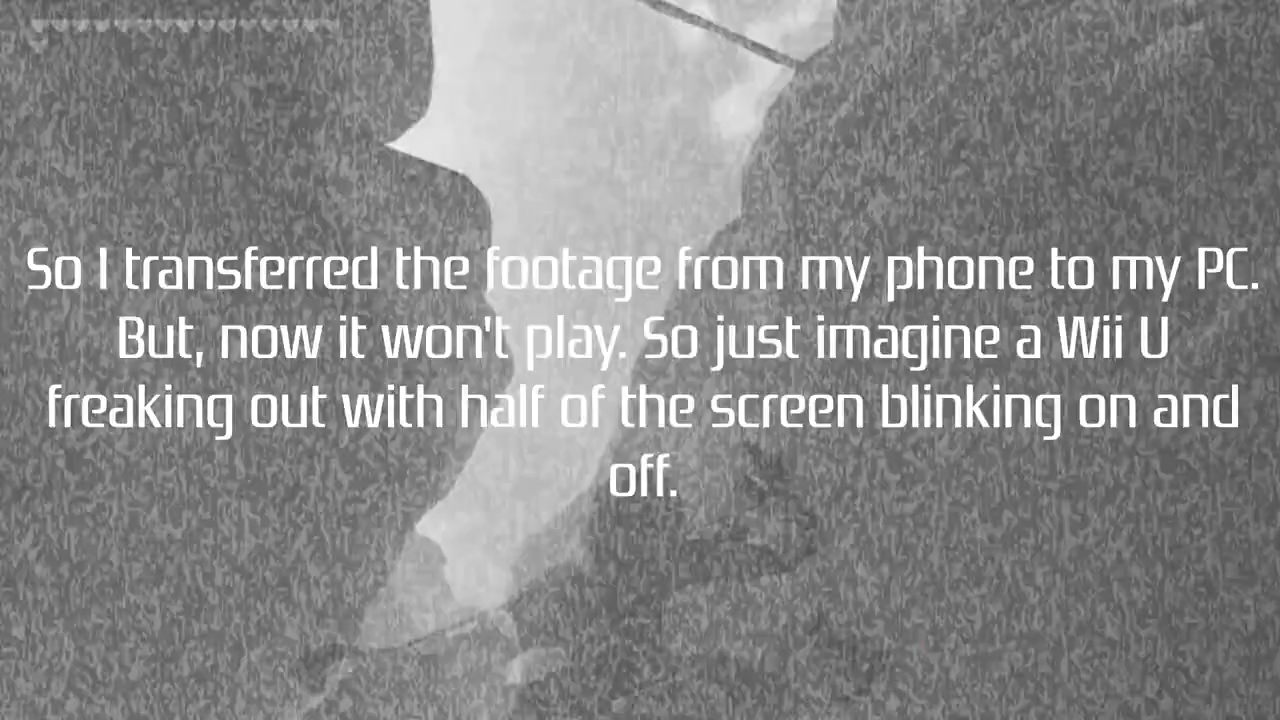 So I transferred the footage from my phone to my PC.
But, now it won't play. So just imagine a Wii U
freaking out with half of the screen blinking on and
off.